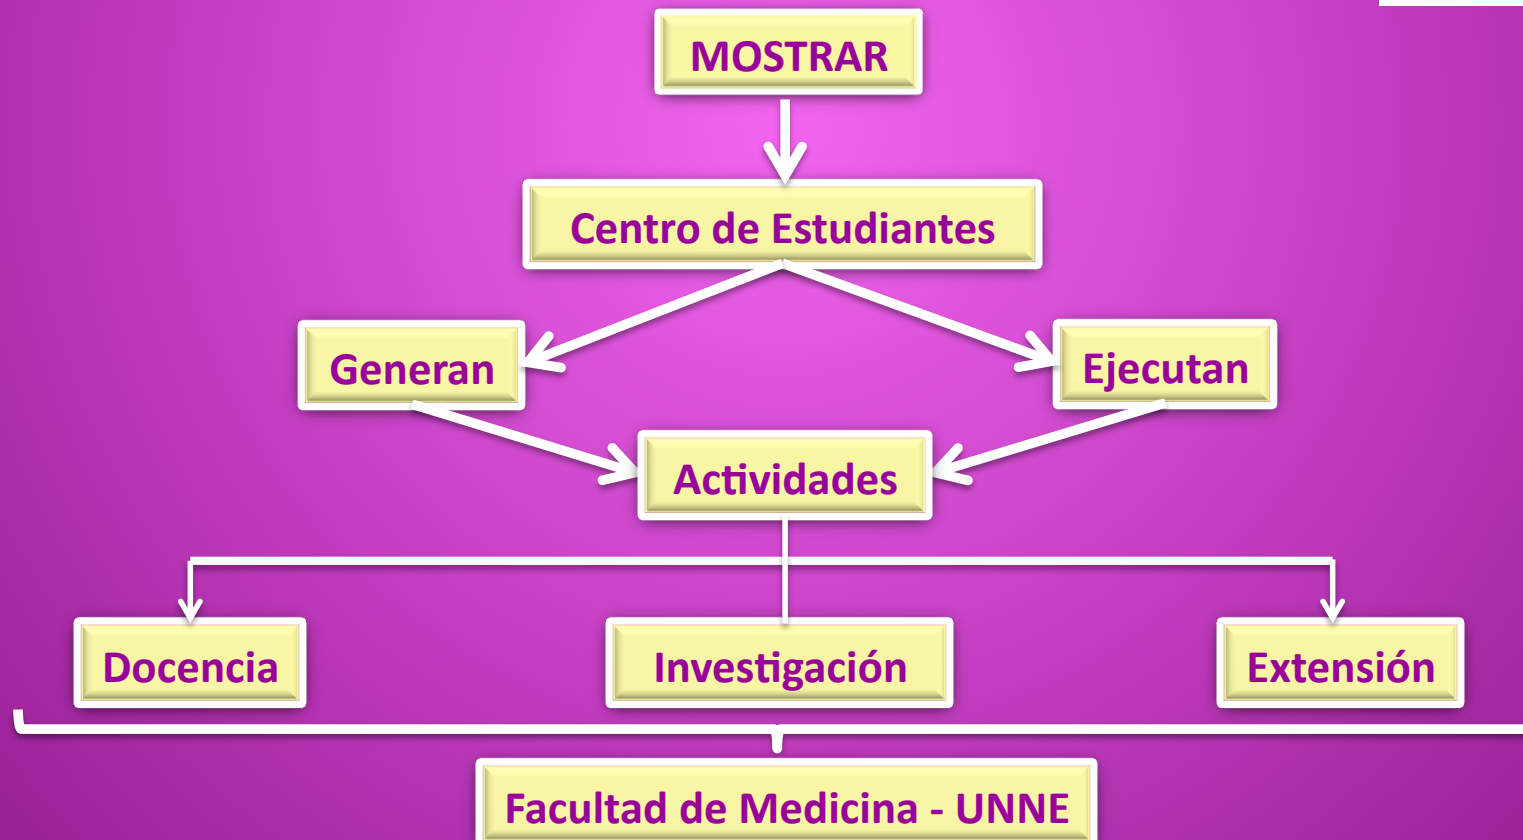 MOSTRAR
Centro de Estudiantes
Generan
Ejecutan
Actividades
Docencia
Investigación
Extensión
Facultad de Medicina - UNNE